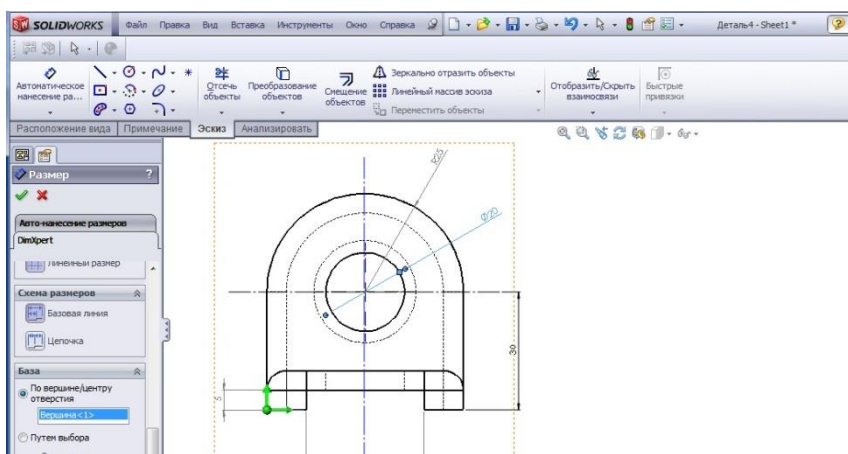 SOLIDWORKS Файл Правка Вид Вставка Инструменты Окно Справка Деталь4 - Sheet1 *
Автоматическое
нанесение ра...
Отсечь
объекты
Преобразование
объектов
Смещение
объектов
Зеркально отразить объекты
Линейный массив эскиза
Переместить объекты
Отобразить/Скрыть
взаимосвязи
Быстрые
привязки
Расположение вида Примечание Эскиз Анализировать
Размер ?
Авто-нанесение размеров
DimXpert
Линейный размер
Схема размеров
Базовая линия
Цепочка
База
По вершине/центру
отверстия
Вершина<1>
Путем выбора
R25
Ø20
30
5